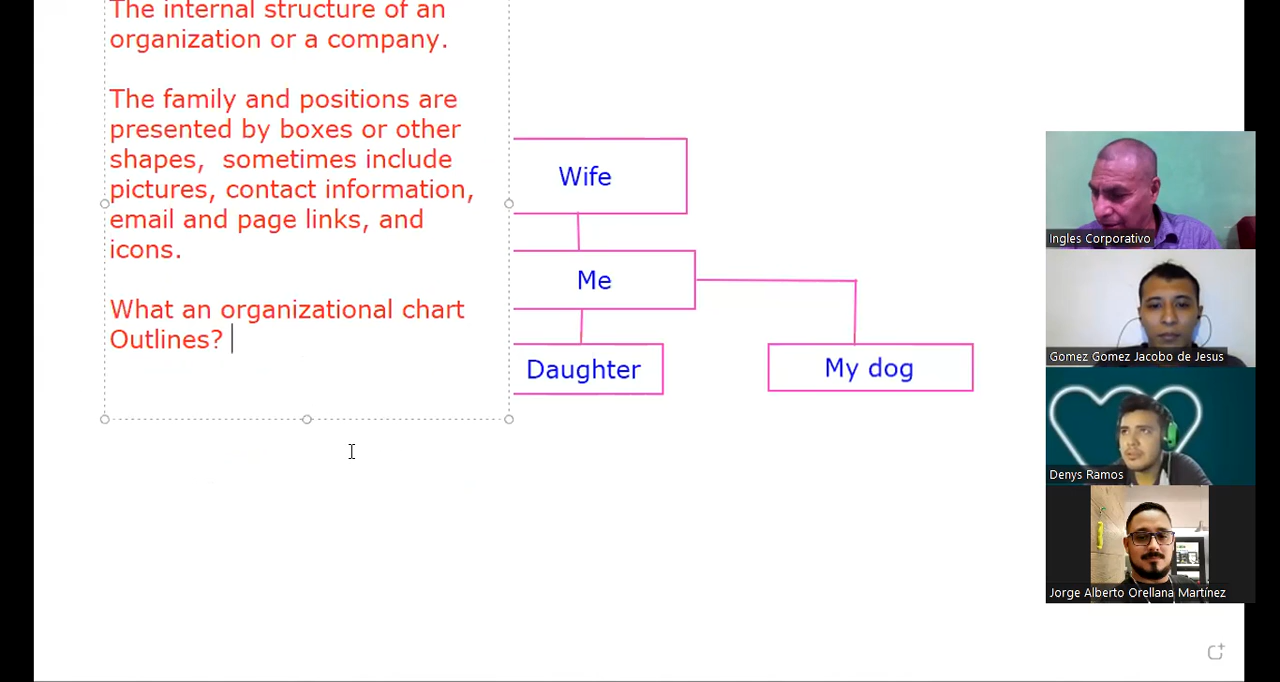 The internal structure of an
organization or a company.
The family and positions are
presented by boxes or other
shapes,  sometimes include
pictures, contact information,
email and page links, and
icons.
What an organizational chart
Outlines?
Wife
Me
Daughter
My dog
Ingles Corporativo
Gomez Gomez Jacobo de Jesus
Denys Ramos
Jorge Alberto Orellana Martínez